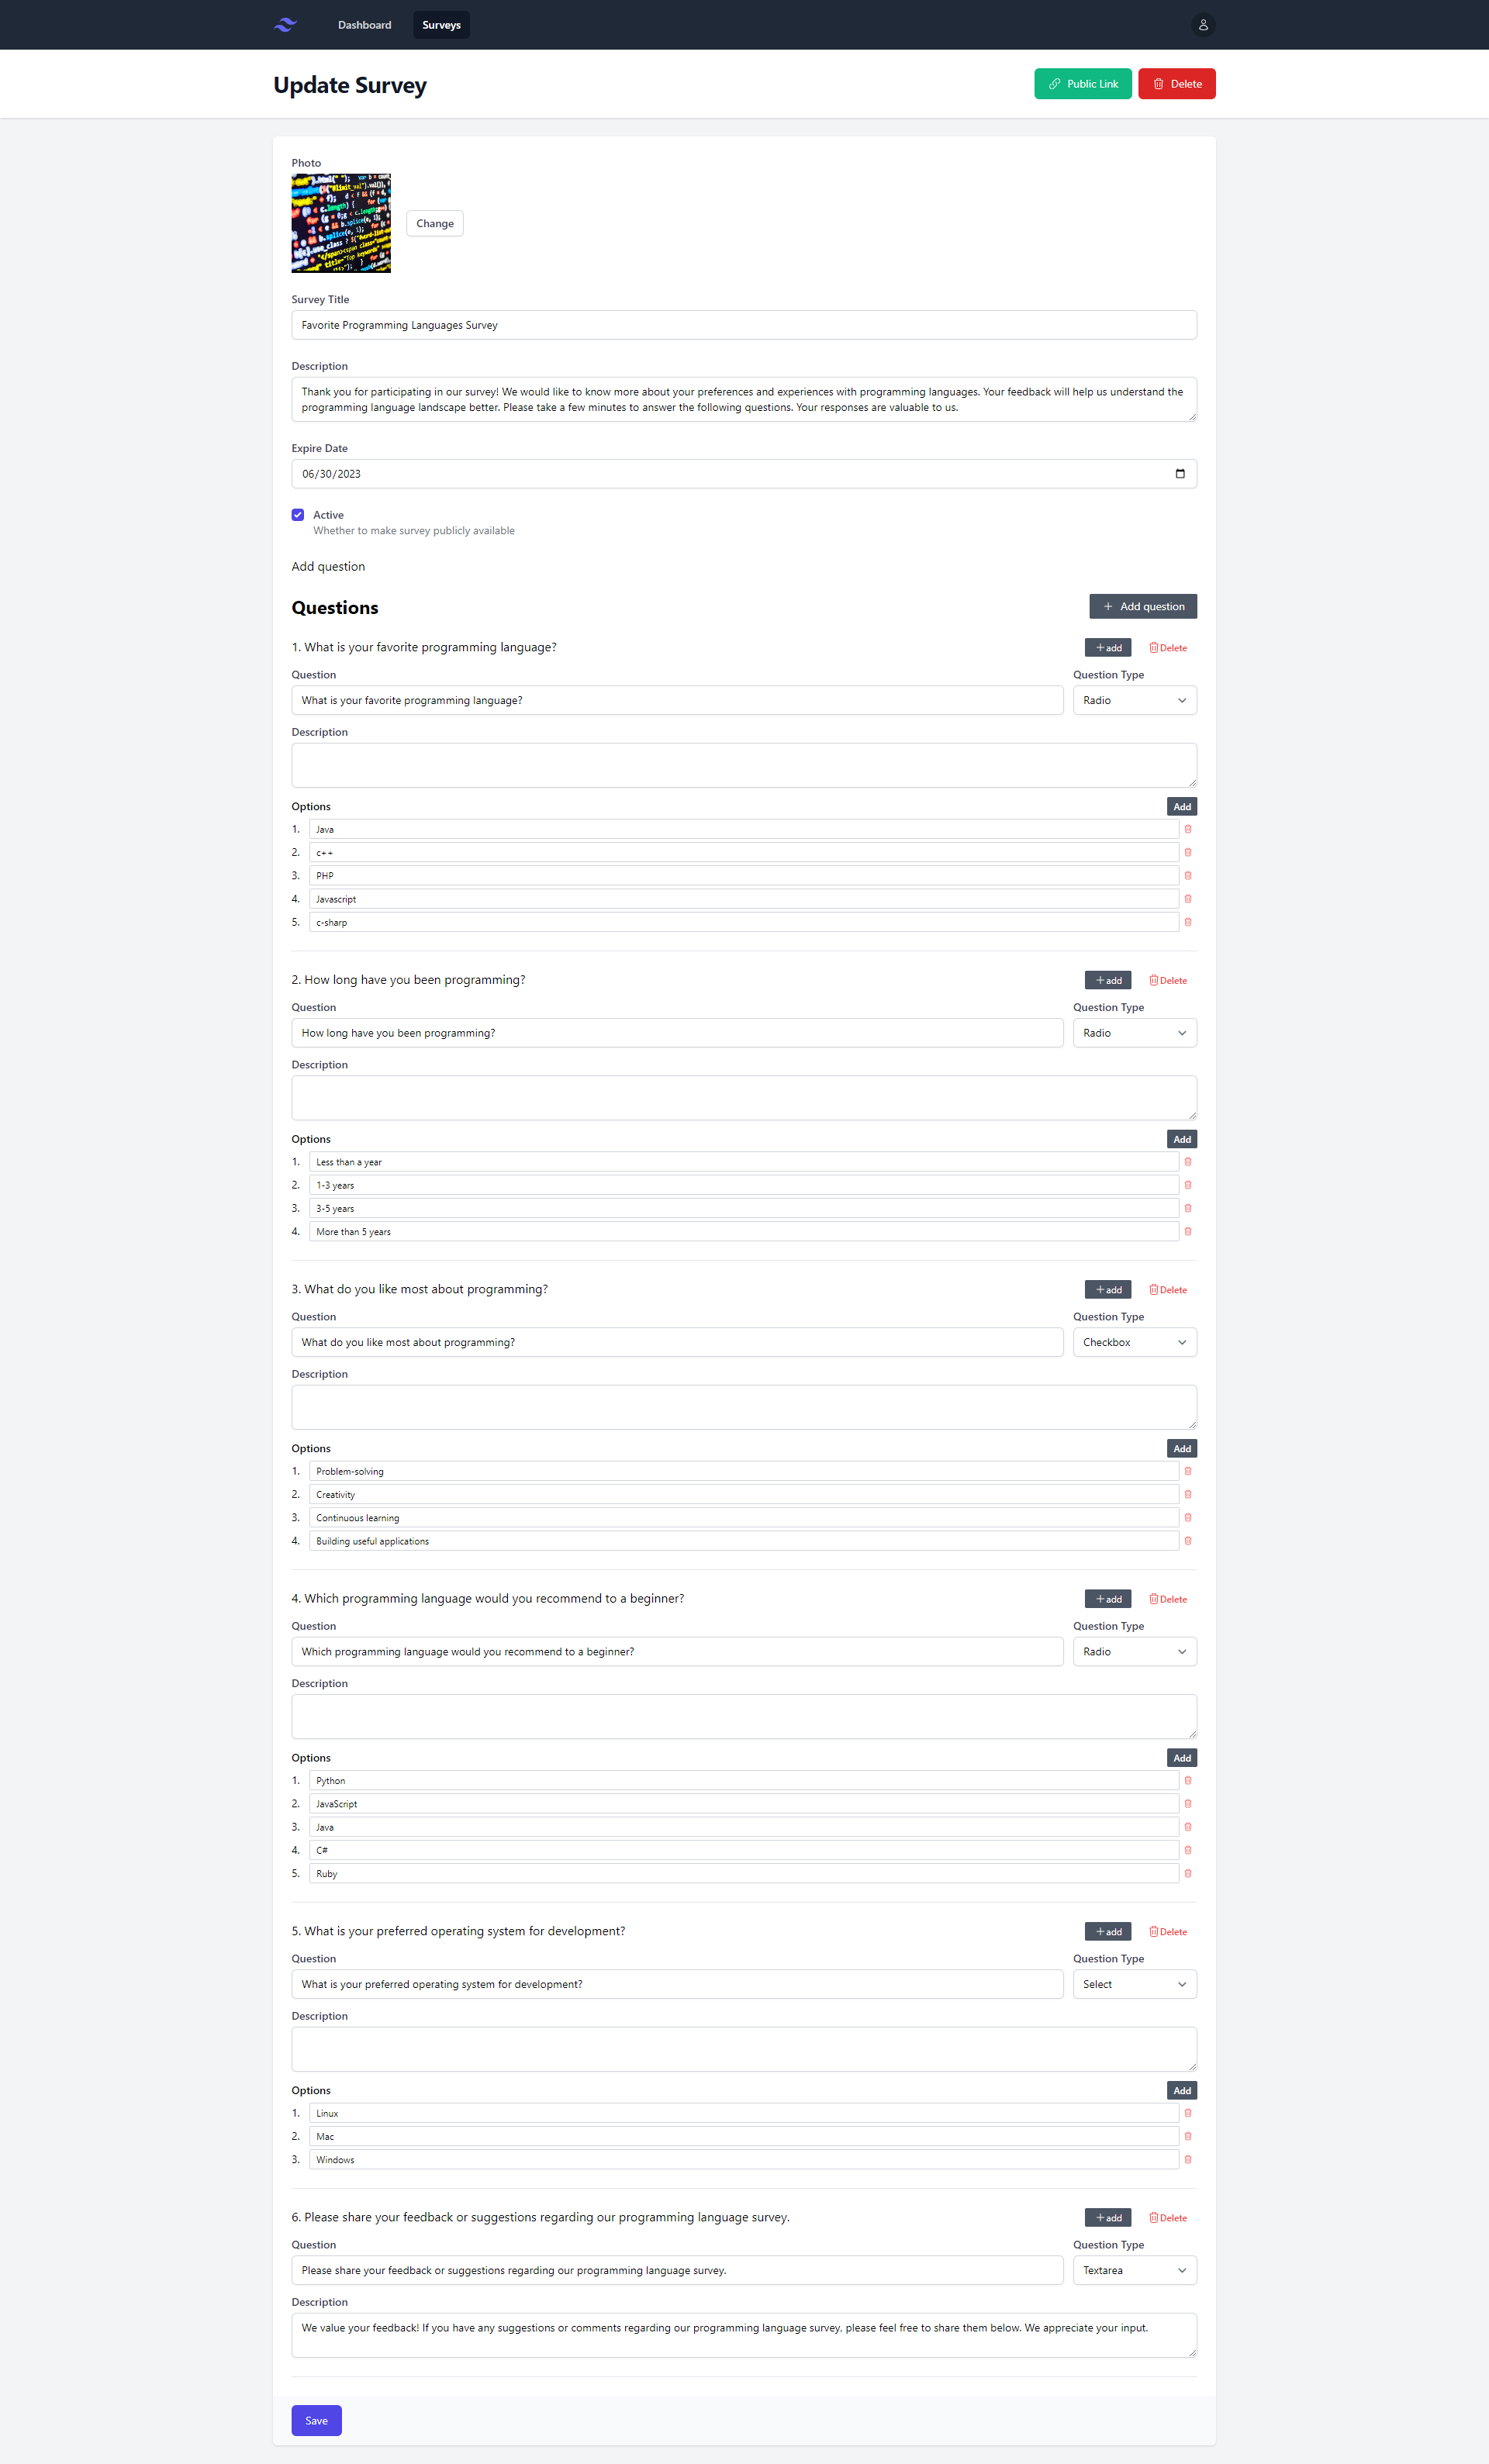 Dashboard
Surveys
Update Survey
Public Link
Delete
Photo
Change
Survey Title
Favorite Programming Languages Survey
Description
Thank you for participating in our survey! We would like to know more about your preferences and experiences with programming languages. Your feedback will help us understand the
programming language landscape better. Please take a few minutes to answer the following questions. Your responses are valuable to us.
Expire Date
06/30/2023
Active
Whether to make survey publicly available
Add question
Questions
Add question
1. What is your favorite programming language?
add
Delete
Question
Question Type
What is your favorite programming language?
Radio
Description
Options
Add
1. Java
2. c++
3. PHP
4. Javascript
5. c-sharp
2. How long have you been programming?
add
Delete
Question
Question Type
How long have you been programming?
Radio
Description
Options
Add
1. Less than a year
2. 1-3 years
3. 3-5 years
4. More than 5 years
3. What do you like most about programming?
add
Delete
Question
Question Type
What do you like most about programming?
Checkbox
Description
Options
Add
1. Problem-solving
2. Creativity
3. Continuous learning
4. Building useful applications
4. Which programming language would you recommend to a beginner?
add
Delete
Question
Question Type
Which programming language would you recommend to a beginner?
Radio
Description
Options
Add
1. Python
2. JavaScript
3. Java
4. C#
5. Ruby
5. What is your preferred operating system for development?
add
Delete
Question
Question Type
What is your preferred operating system for development?
Select
Description
Options
Add
1. Linux
2. Mac
3. Windows
6. Please share your feedback or suggestions regarding our programming language survey.
add
Delete
Question
Question Type
Please share your feedback or suggestions regarding our programming language survey.
Textarea
Description
We value your feedback! If you have any suggestions or comments regarding our programming language survey, please feel free to share them below. We appreciate your input.
Save